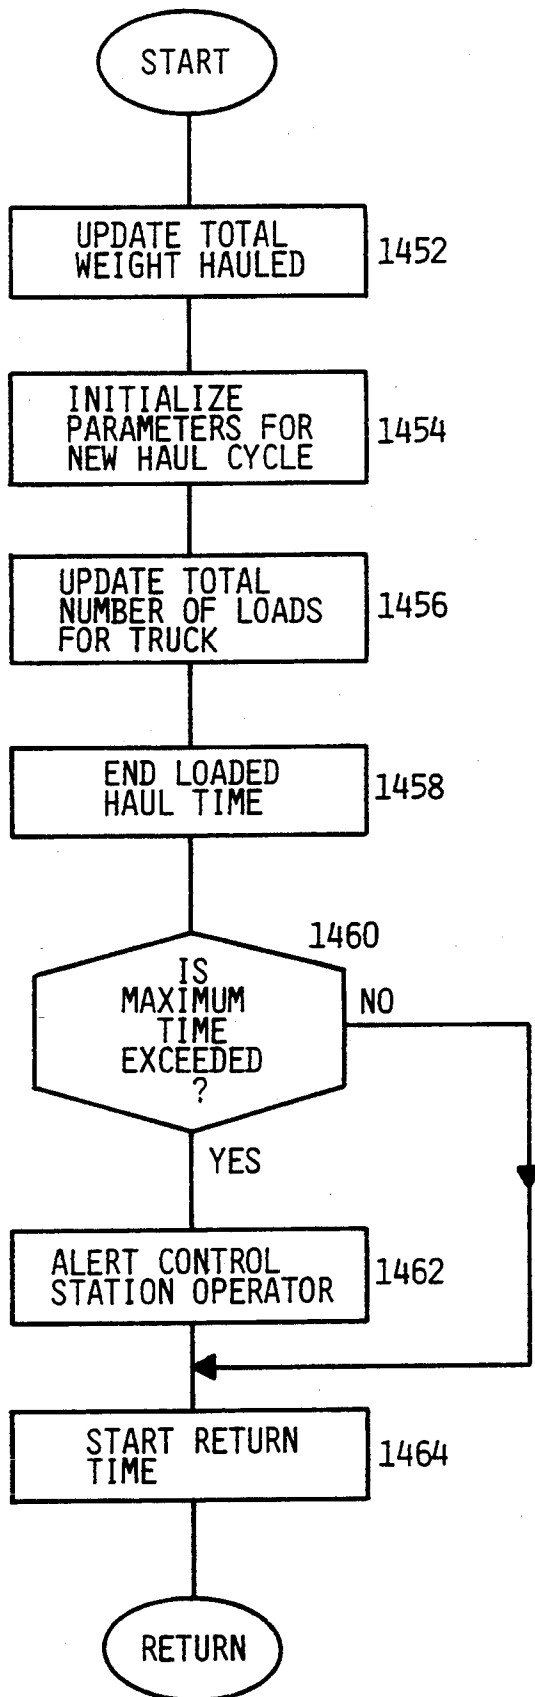 START
UPDATE TOTAL
WEIGHT HAULED
1452
INITIALIZE
PARAMETERS FOR
NEW HAUL CYCLE
1454
UPDATE TOTAL
NUMBER OF LOADS
FOR TRUCK
1456
END LOADED
HAUL TIME
1458
1460
IS
MAXIMUM
TIME
EXCEEDED
?
NO
YES
ALERT CONTROL
STATION OPERATOR
1462
START RETURN
TIME
1464
RETURN